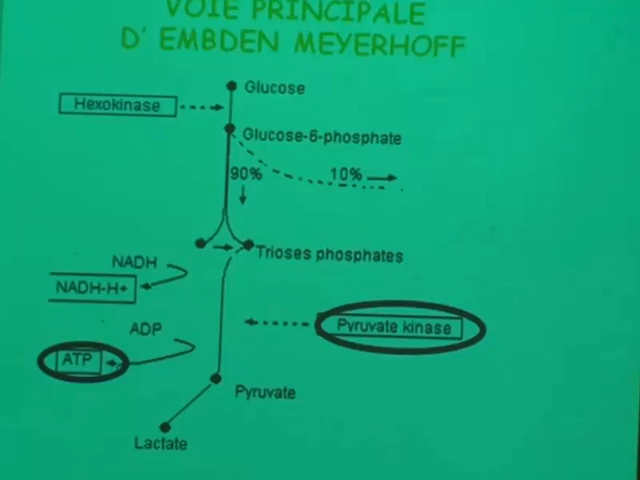 VOIE PRINCIPALE
D' EMBDEN MEYERHOFF
Glucose
Hexokinase
Glucose-6-phosphate
90%
10%
Trioses phosphates
NADH
NADH-H+
Pyruvate kinase
ADP
ATP
Pyruvate
Lactate